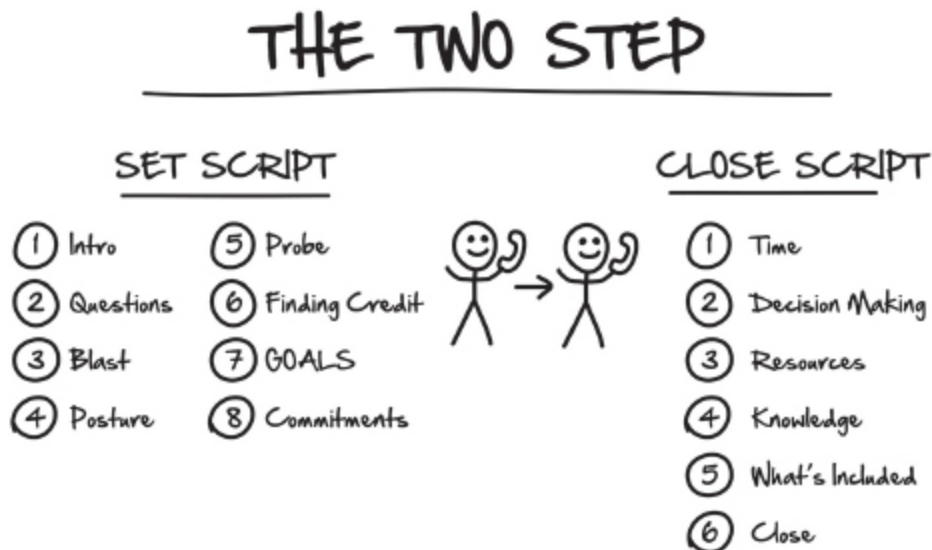 THE TWO STEP
SET SCRIPT
1 Intro
2 Questions
3 Blast
4 Posture
5 Probe
6 Finding Credit
7 GOALS
8 Commitments
CLOSE SCRIPT
1 Time
2 Decision Making
3 Resources
4 Knowledge
5 What's Included
6 Close